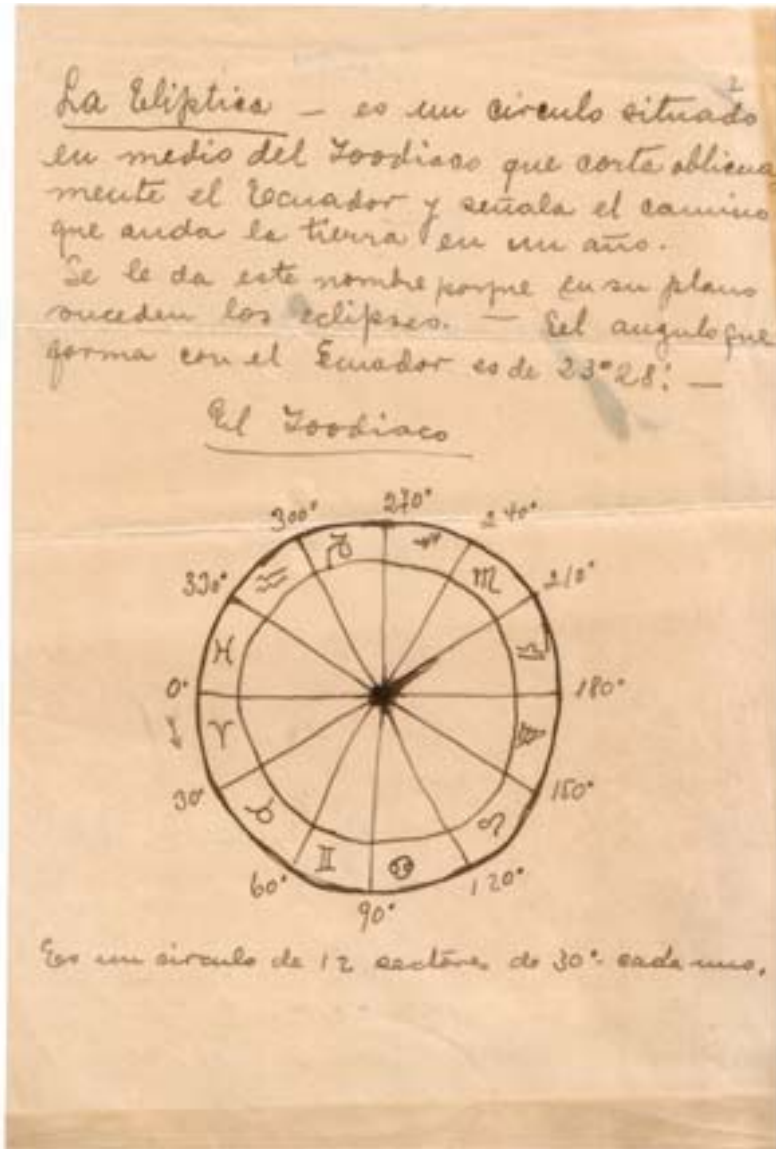 2
La Eliptica — es un circulo situado
en medio del Zoodiaco que corta oblicua
mente el Ecuador y señala el camino
que anda la tierra en un año.
Se le da este nombre porque en su plano
suceden los eclipses. — El angulo que
forma con el Ecuador es de 23°28'. —
El Zoodiaco
270°
300° 240°
330° 210°
♒ ♑ ♐ ♏
♓ ♎
0° 180°
♈ ♍
30° 150°
♉ ♊ ♋ ♌
60° 120°
90°
Es un circulo de 12 sectores de 30° cada uno.